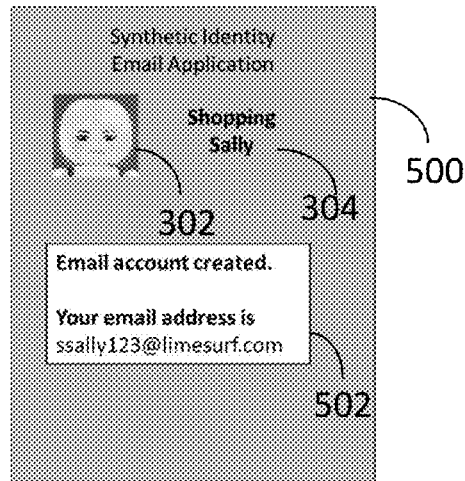 Synthetic Identity
Email Application
Shopping
Sally
500
302
304
Email account created.
Your email address is
ssally123@limesurf.com
502